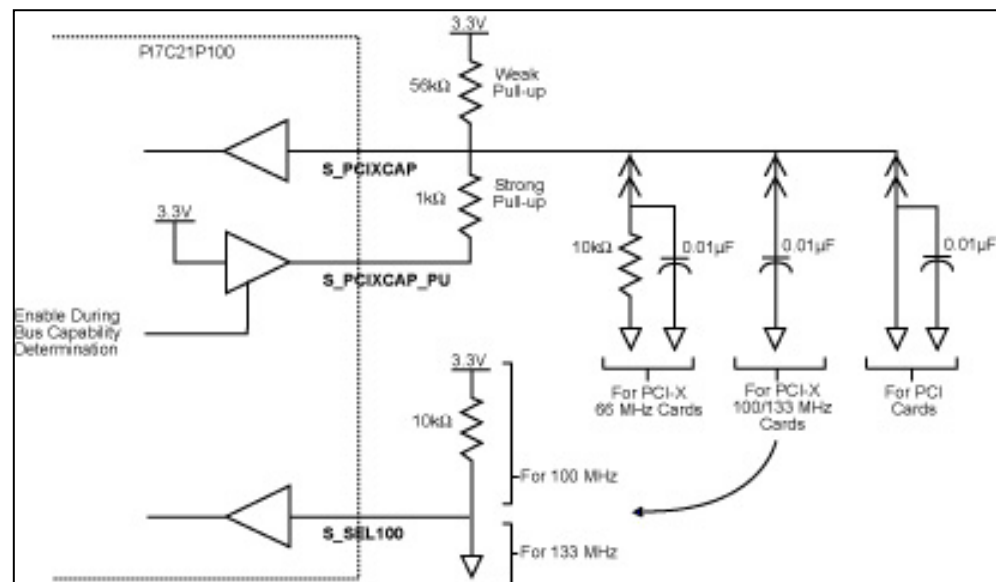 PI7C21P100
3.3V
56kΩ
Weak
Pull-up
S_PCIXCAP
1kΩ
Strong
Pull-up
3.3V
S_PCIXCAP_PU
Enable During
Bus Capability
Determination
10kΩ
0.01µF
0.01µF
0.01µF
For PCI-X
66 MHz Cards
For PCI-X
100/133 MHz
Cards
For PCI
Cards
3.3V
10kΩ
For 100 MHz
S_SEL100
For 133 MHz